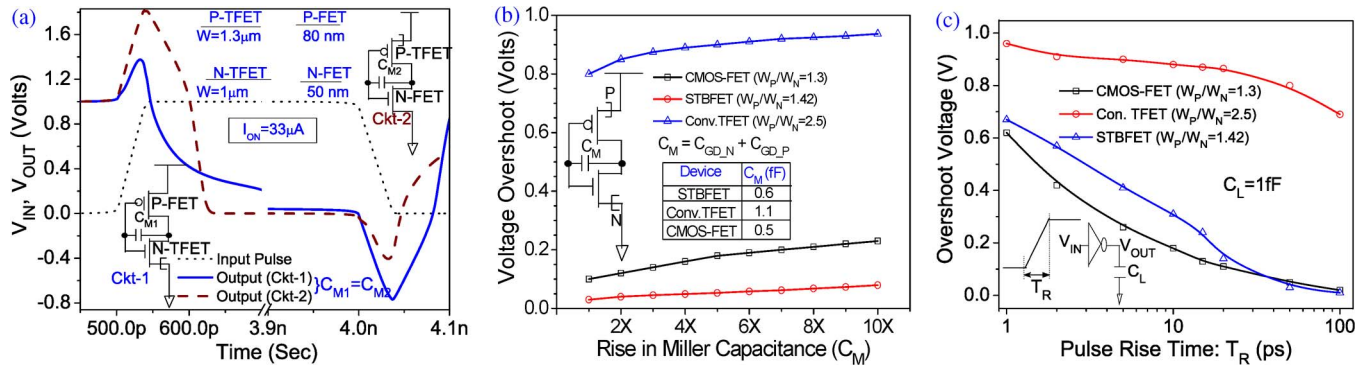 (a)
V_IN, V_OUT (Volts)
1.8
1.2
0.6
0.0
-0.4
-0.8
P-TFET
W=1.3μm
P-FET
80 nm
N-TFET
W=1μm
N-FET
50 nm
I_ON=33μA
P-TFET
C_M2
N-FET
Ckt-2
P-FET
C_M1
N-TFET
Ckt-1
Input Pulse
Output (Ckt-1)
Output (Ckt-2)
}C_M1=C_M2
500.0p 600.0p 3.9n 4.0n 4.1n
Time (Sec)
(b)
Voltage Overshoot (Volts)
1.0
0.8
0.6
0.4
0.2
0.0
P
C_M
N
CMOS-FET (W_P/W_N=1.3)
STBFET (W_P/W_N=1.42)
Conv.TFET (W_P/W_N=2.5)
C_M = C_GD_N + C_GD_P
Device C_M (fF)
STBFET 0.6
Conv.TFET 1.1
CMOS-FET 0.5
2X 4X 6X 8X 10X
Rise in Miller Capacitance (C_M)
(c)
Overshoot Voltage (V)
1.0
0.8
0.6
0.4
0.2
0.0
CMOS-FET (W_P/W_N=1.3)
Con. TFET (W_P/W_N=2.5)
STBFET (W_P/W_N=1.42)
C_L=1fF
V_IN
V_OUT
C_L
T_R
1 10 100
Pulse Rise Time: T_R (ps)